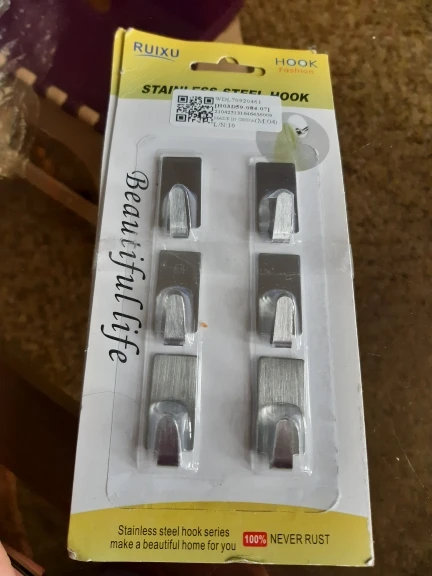 RUIXU
HOOK
Fashion
STAINLESS STEEL HOOK
Beautiful life
Stainless steel hook series
make a beautiful home for you
100% NEVER RUST